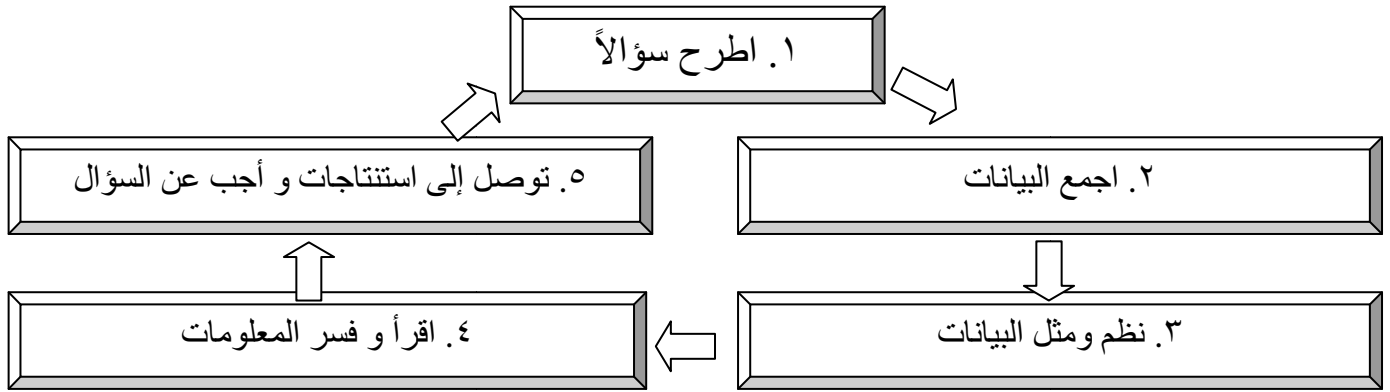 ١. اطرح سؤالاً
٢. اجمع البيانات
٣. نظم ومثل البيانات
٤. اقرأ و فسر المعلومات
٥. توصل إلى استنتاجات و أجب عن السؤال